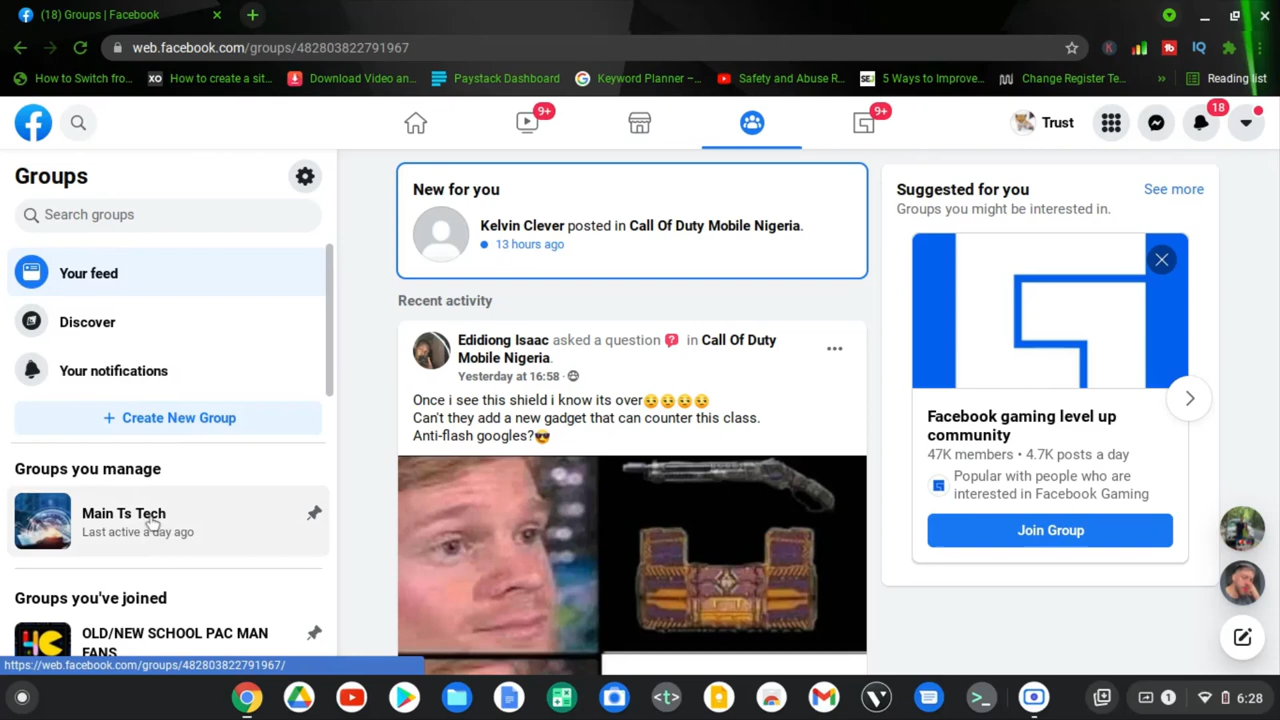 (18) Groups | Facebook
web.facebook.com/groups/482803822791967
How to Switch fro...
XO How to create a sit...
Download Video an...
Paystack Dashboard
Keyword Planner –...
Safety and Abuse R...
SEJ 5 Ways to Improve...
Change Register Te...
»
Reading list
9+
9+
Trust
18
Groups
Search groups
Your feed
Discover
Your notifications
+ Create New Group
Groups you manage
Main Ts Tech
Last active a day ago
Groups you've joined
OLD/NEW SCHOOL PAC MAN
FANS
https://web.facebook.com/groups/482803822791967/
New for you
Kelvin Clever posted in Call Of Duty Mobile Nigeria.
13 hours ago
Recent activity
Edidiong Isaac asked a question in Call Of Duty
Mobile Nigeria.
Yesterday at 16:58 ·
Once i see this shield i know its over😒😒😒😒
Can't they add a new gadget that can counter this class.
Anti-flash googles?😎
Suggested for you
See more
Groups you might be interested in.
Facebook gaming level up
community
47K members • 4.7K posts a day
Popular with people who are
interested in Facebook Gaming
Join Group
<t>
1
6:28